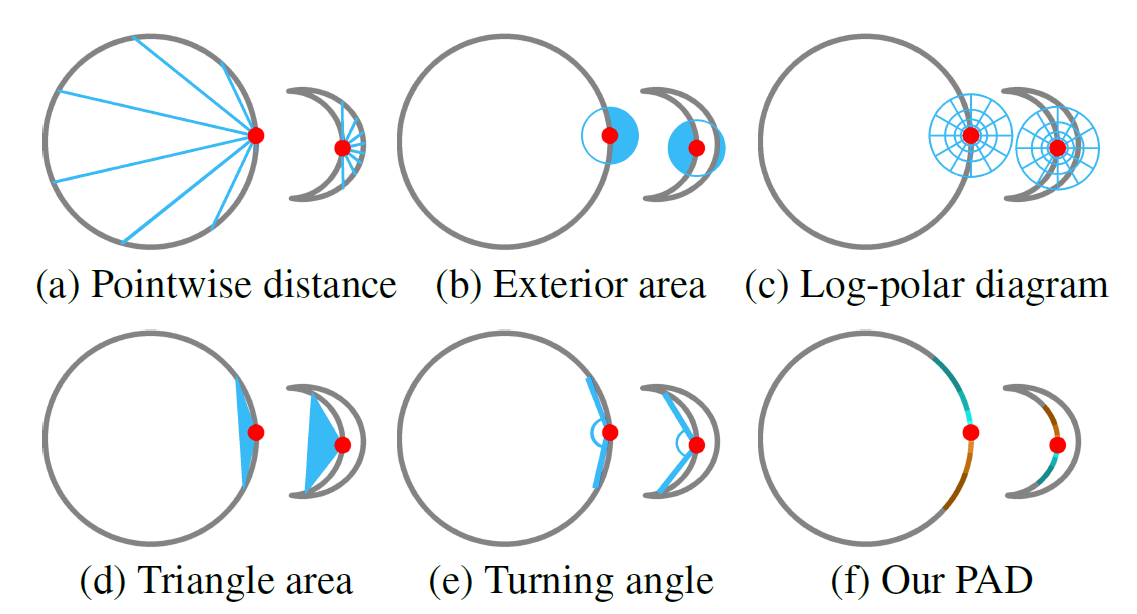 (a) Pointwise distance (b) Exterior area (c) Log-polar diagram
(d) Triangle area (e) Turning angle (f) Our PAD